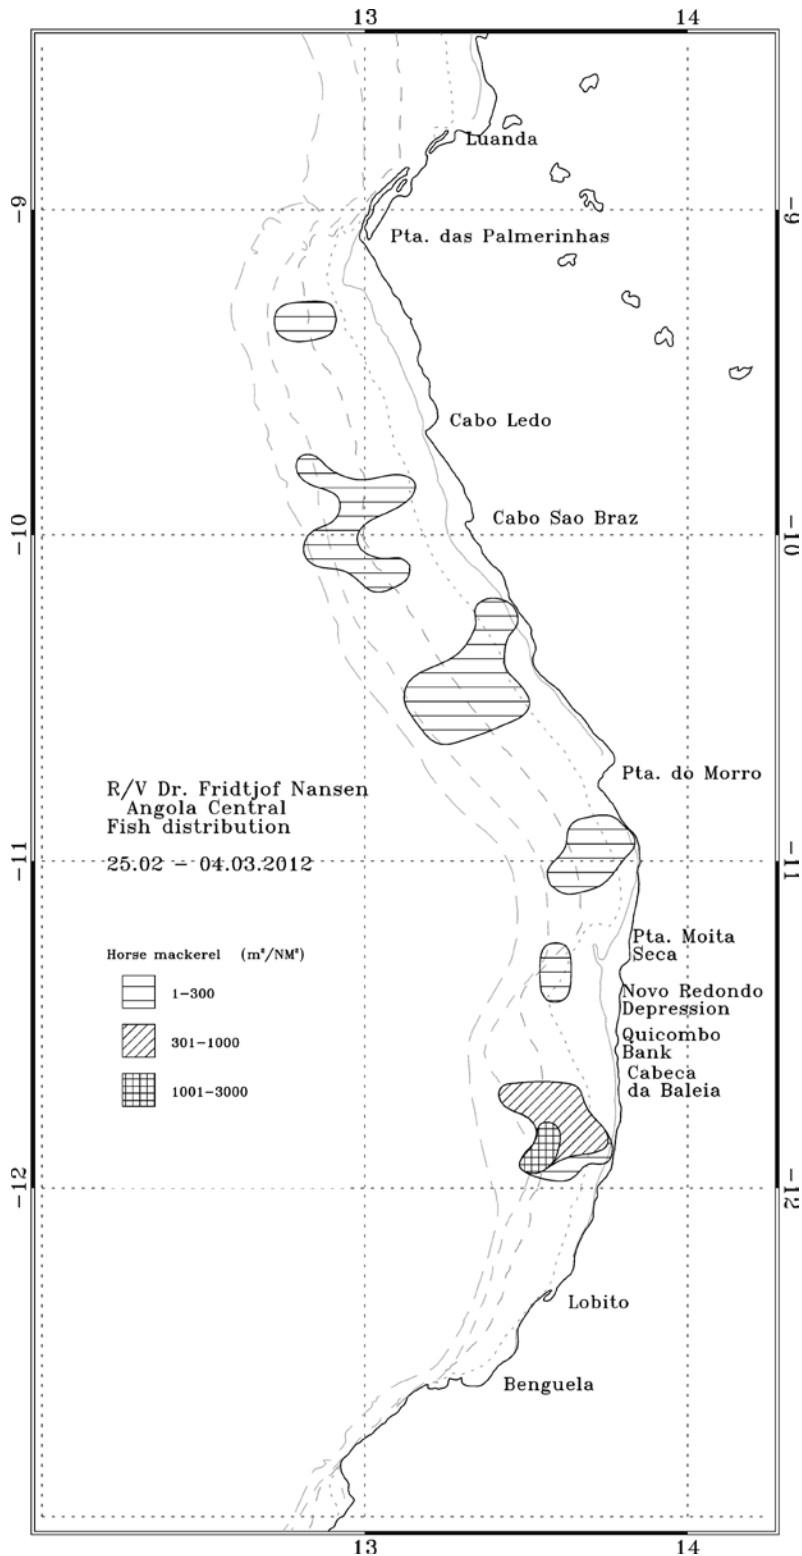 13 14
Luanda
-9 -9
Pta. das Palmerinhas
Cabo Ledo
Cabo Sao Braz
-10 -10
Pta. do Morro
R/V Dr. Fridtjof Nansen
Angola Central
Fish distribution
25.02 - 04.03.2012
-11 -11
Pta. Moita
Seca
Horse mackerel (m²/NM²)
1-300
Novo Redondo
Depression
301-1000
Quicombo
Bank
1001-3000
Cabeca
da Baleia
-12 -12
Lobito
Benguela
13 14